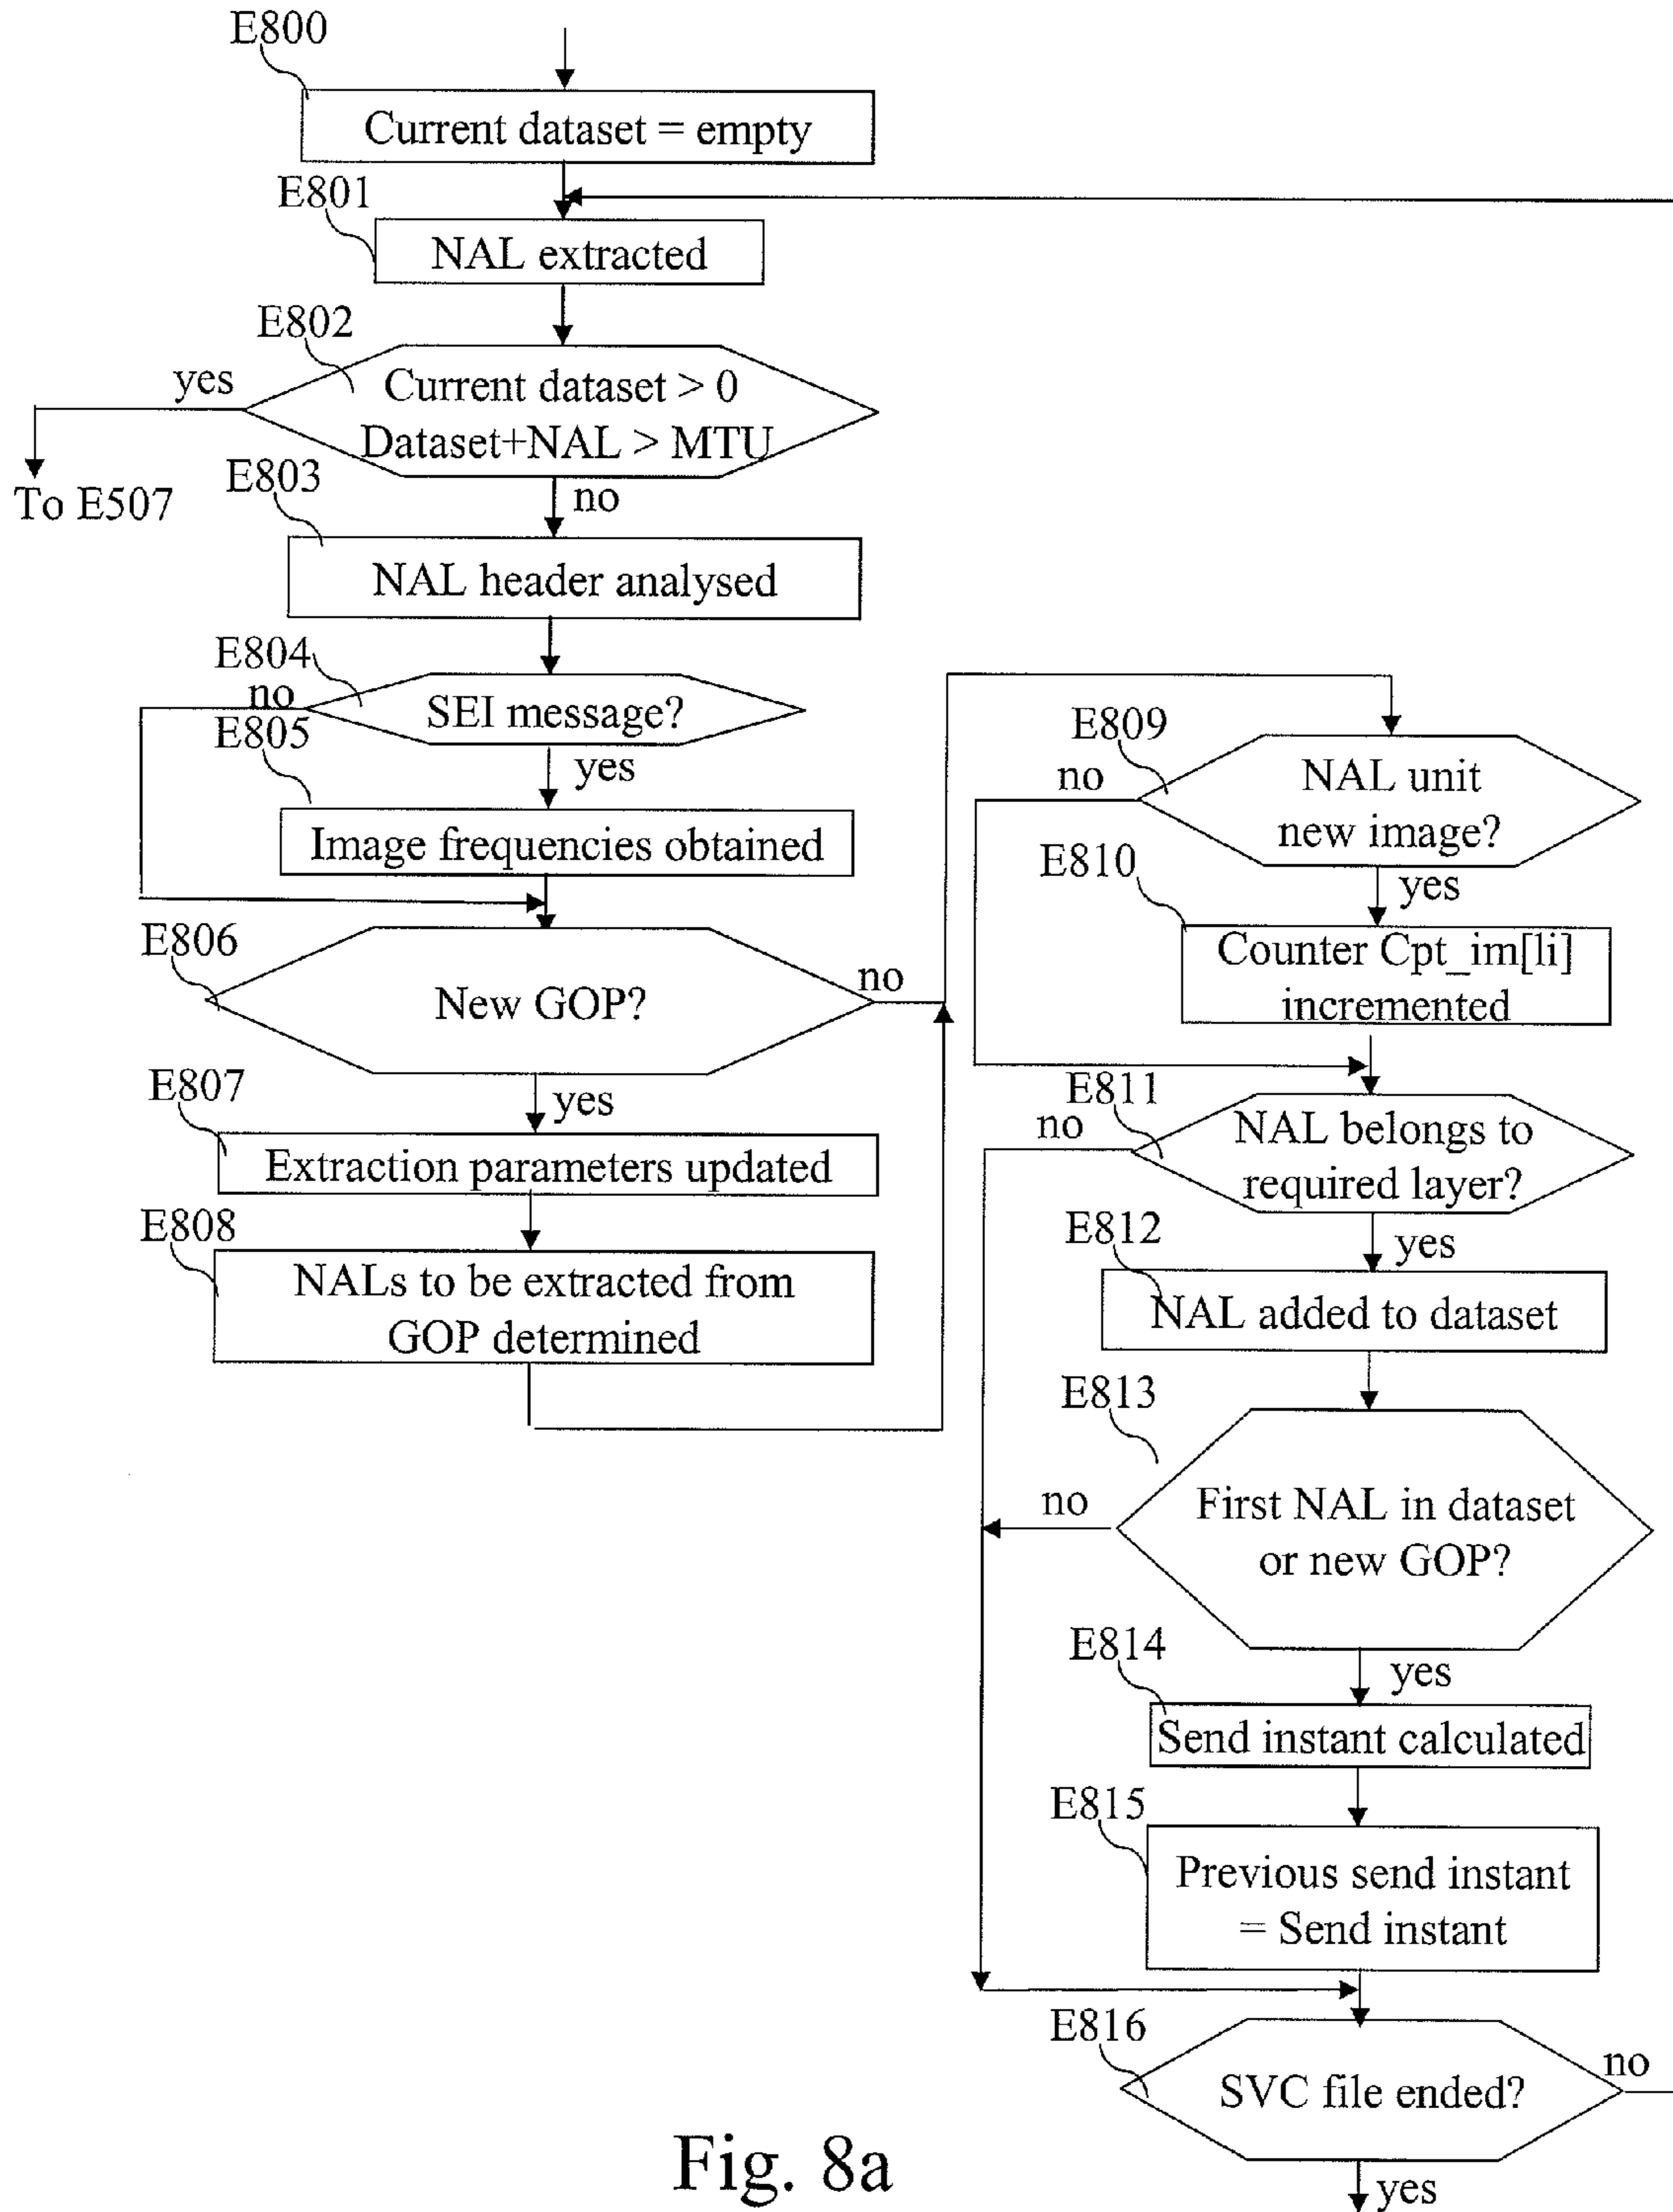 E800
Current dataset = empty
E801
NAL extracted
E802
yes
Current dataset > 0
Dataset+NAL > MTU
To E507
no
E803
NAL header analysed
E804
no
SEI message?
E805
yes
Image frequencies obtained
E806
New GOP?
no
E807
yes
Extraction parameters updated
E808
NALs to be extracted from
GOP determined
E809
no
NAL unit
new image?
E810
yes
Counter Cpt_im[li]
incremented
E811
no
NAL belongs to
required layer?
E812
yes
NAL added to dataset
E813
no
First NAL in dataset
or new GOP?
E814
yes
Send instant calculated
E815
Previous send instant
= Send instant
E816
SVC file ended?
no
yes
Fig. 8a